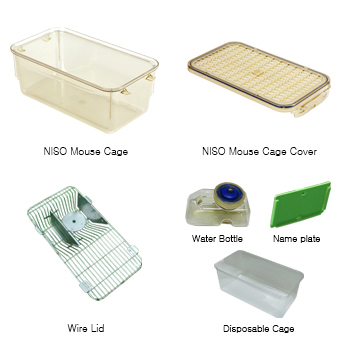 NISO Mouse Cage
NISO Mouse Cage Cover
Water Bottle
Name plate
Wire Lid
Disposable Cage